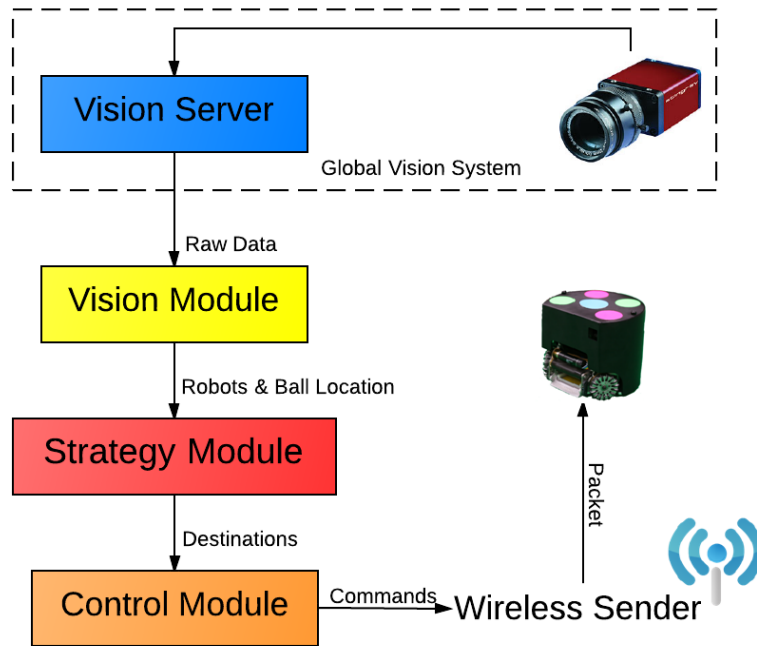 Vision Server
Global Vision System
Raw Data
Vision Module
Robots & Ball Location
Strategy Module
Destinations
Control Module
Commands
Wireless Sender
Packet